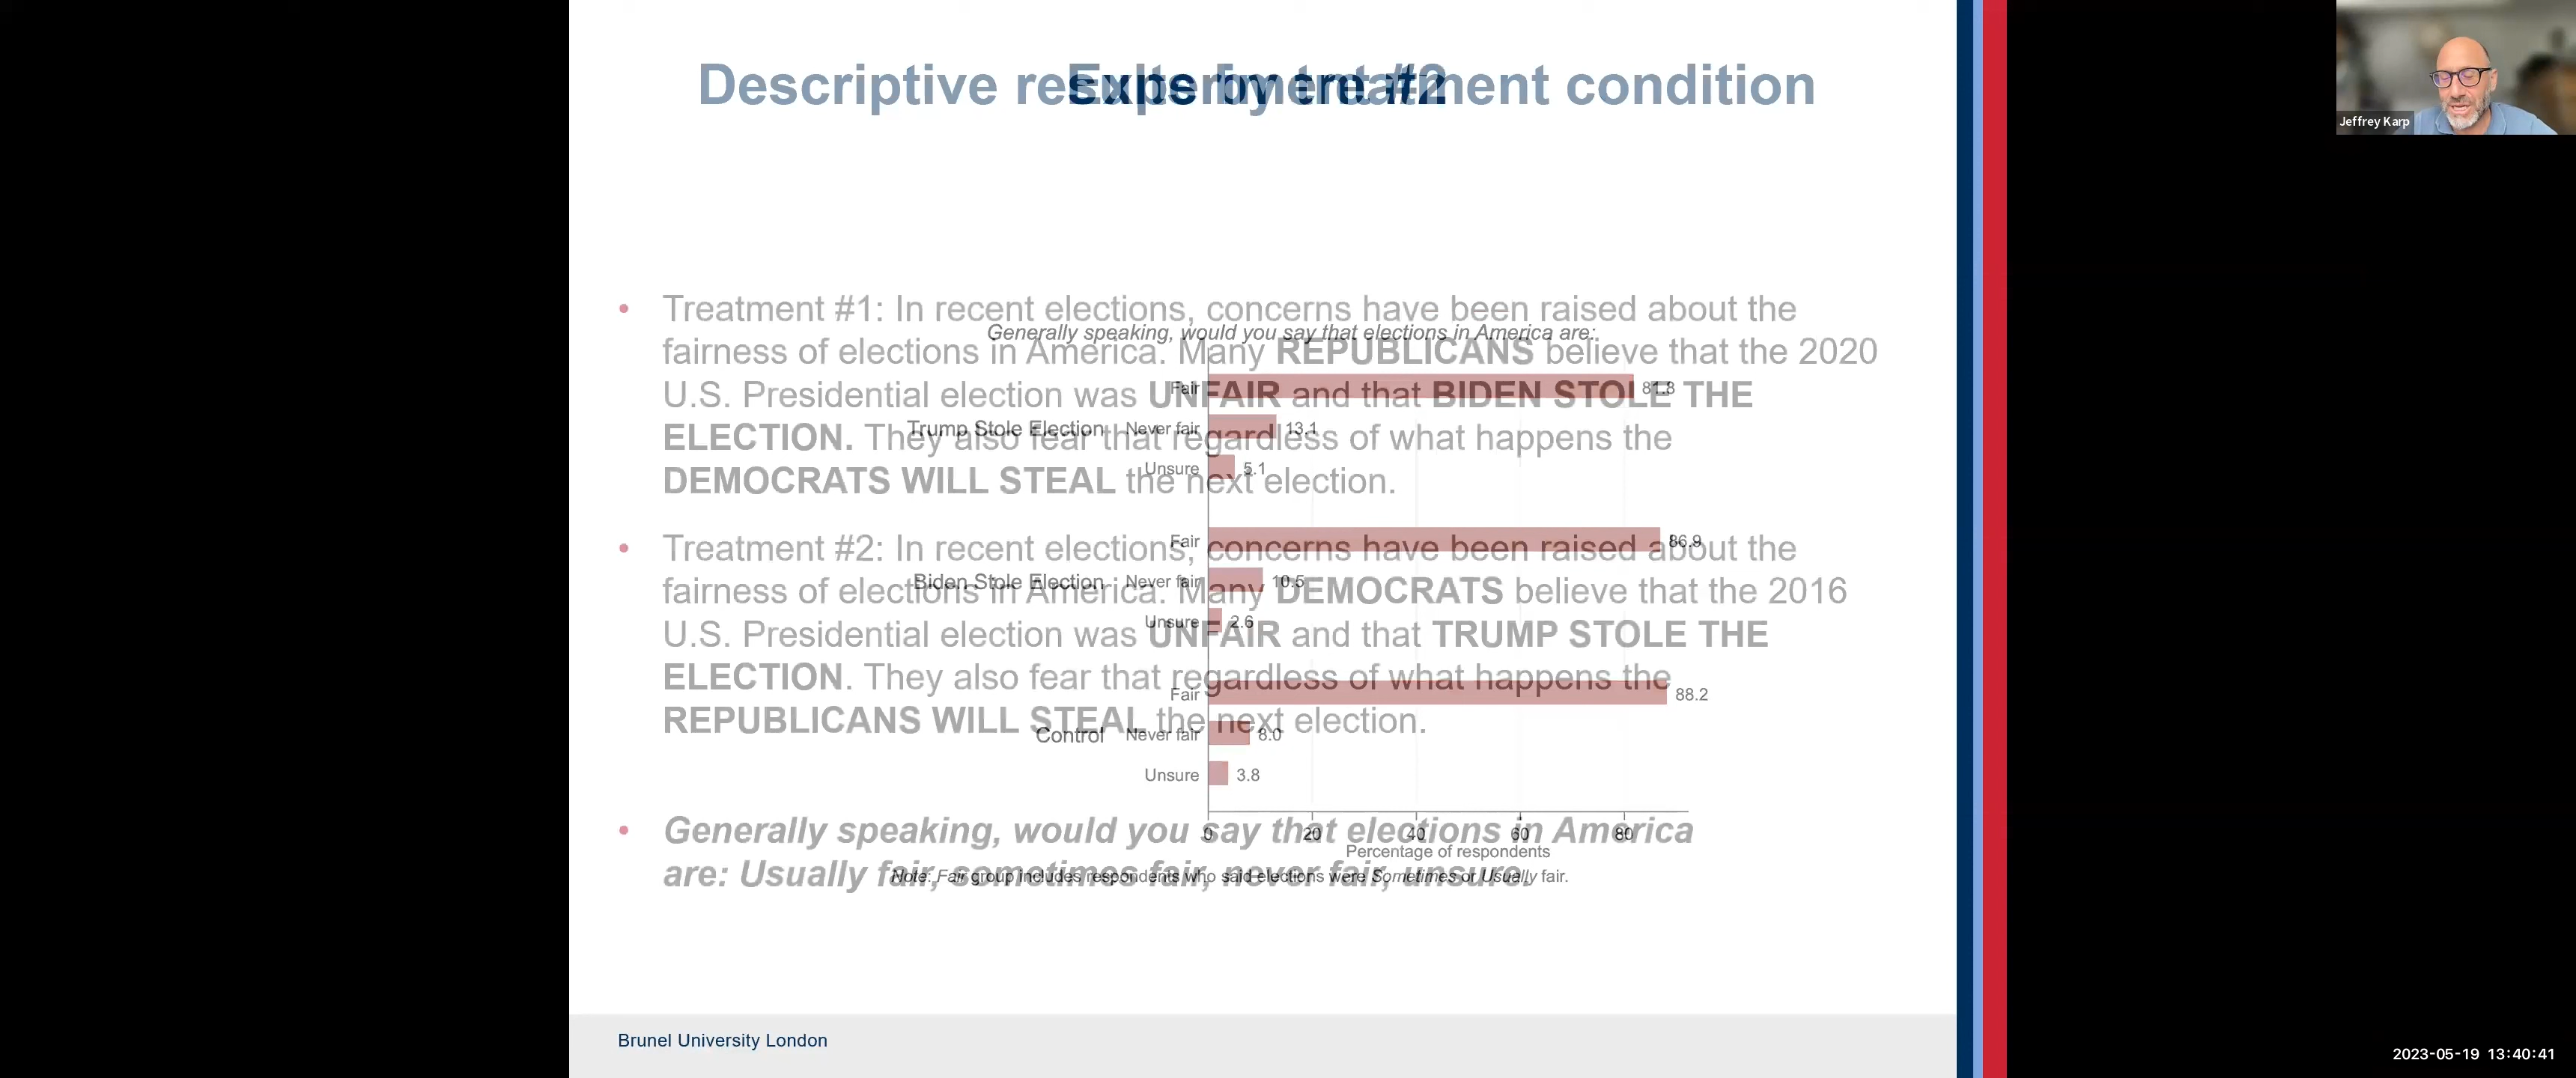 Descriptive results by treatment condition
Experiment #2
Jeffrey Karp
• Treatment #1: In recent elections, concerns have been raised about the
fairness of elections in America. Many REPUBLICANS believe that the 2020
U.S. Presidential election was UNFAIR and that BIDEN STOLE THE
ELECTION. They also fear that regardless of what happens the
DEMOCRATS WILL STEAL the next election.
• Treatment #2: In recent elections, concerns have been raised about the
fairness of elections in America. Many DEMOCRATS believe that the 2016
U.S. Presidential election was UNFAIR and that TRUMP STOLE THE
ELECTION. They also fear that regardless of what happens the
REPUBLICANS WILL STEAL the next election.
• Generally speaking, would you say that elections in America
are: Usually fair, sometimes fair, never fair, unsure.
Generally speaking, would you say that elections in America are:
Fair 81.8
Trump Stole Election Never fair 13.1
Unsure 5.1
Fair 86.9
Biden Stole Election Never fair 10.5
Unsure 2.6
Fair 88.2
Control Never fair 8.0
Unsure 3.8
0 20 40 60 80
Percentage of respondents
Note: Fair group includes respondents who said elections were Sometimes or Usually fair.
Brunel University London
2023-05-19 13:40:41